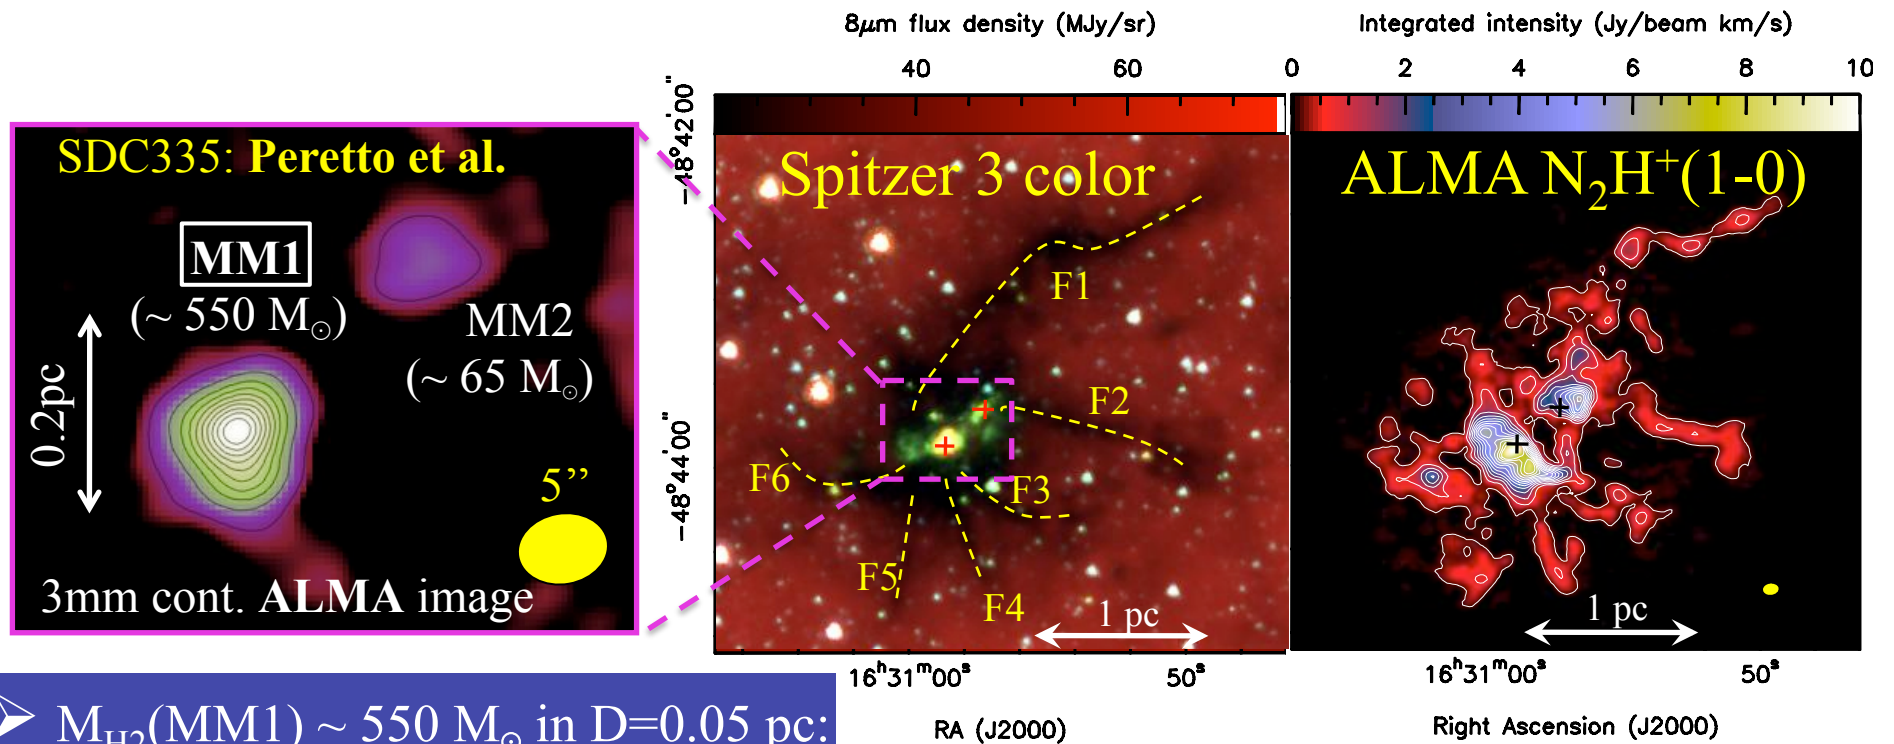 SDC335: Peretto et al.
MM1
(~ 550 M☉)
MM2
(~ 65 M☉)
0.2pc
5’’
3mm cont. ALMA image
8μm flux density (MJy/sr)
40 60
Spitzer 3 color
−48°42'00"
−48°44'00"
F1
F2
F3
F4
F5
F6
1 pc
16ʰ31ᵐ00ˢ 50ˢ
RA (J2000)
Integrated intensity (Jy/beam km/s)
0 2 4 6 8 10
ALMA N₂H⁺(1-0)
1 pc
16ʰ31ᵐ00ˢ 50ˢ
Right Ascension (J2000)
➢ M_H2(MM1) ~ 550 M☉ in D=0.05 pc: